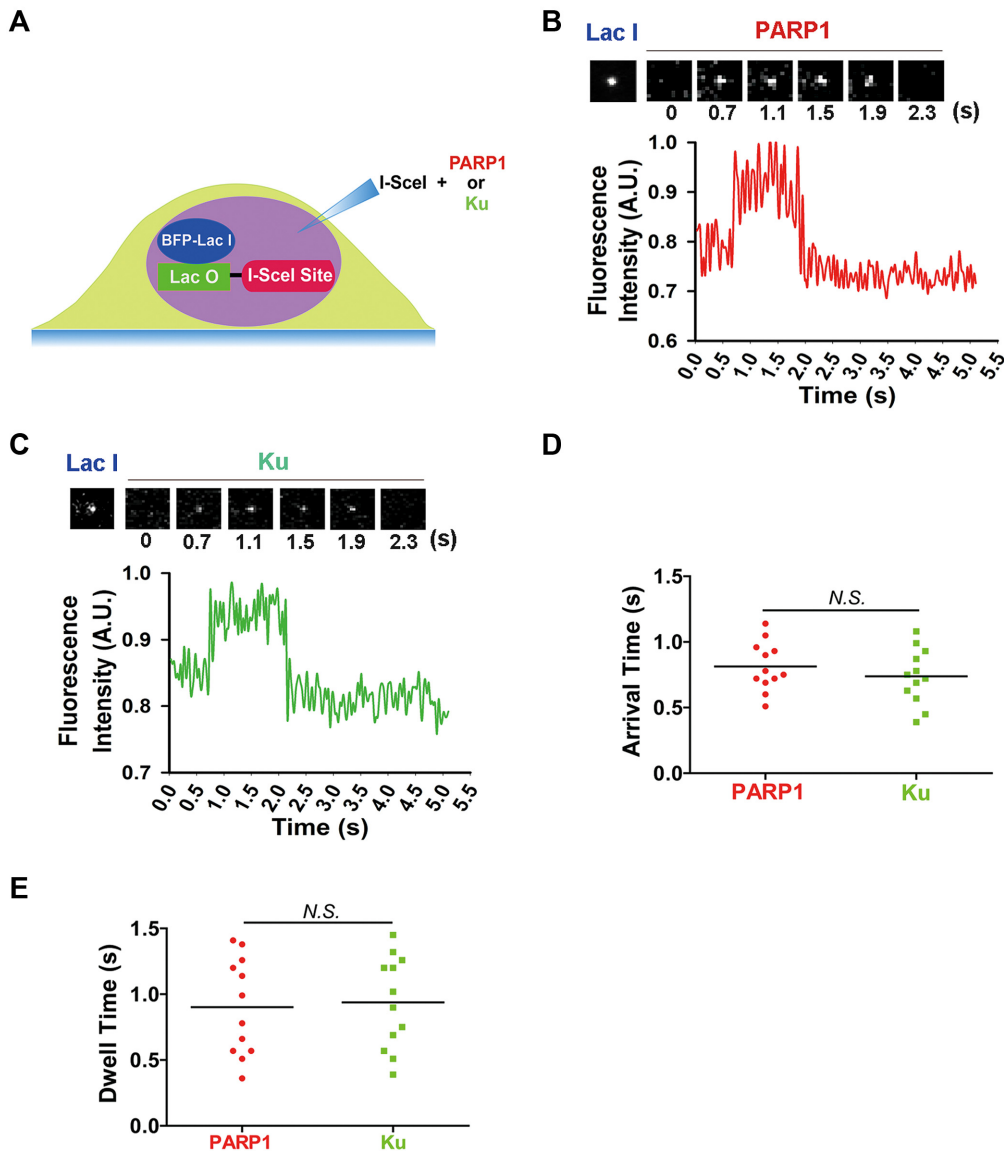 A
PARP1
I-SceI + or
Ku
BFP-Lac I
Lac O
I-SceI Site
B
Lac I PARP1
0 0.7 1.1 1.5 1.9 2.3 (s)
Fluorescence
Intensity (A.U.)
1.0
0.9
0.8
0.7
0.6
0.0 0.5 1.0 1.5 2.0 2.5 3.0 3.5 4.0 4.5 5.0 5.5
Time (s)
C
Lac I Ku
0 0.7 1.1 1.5 1.9 2.3 (s)
Fluorescence
Intensity (A.U.)
1.0
0.9
0.8
0.7
0.0 0.5 1.0 1.5 2.0 2.5 3.0 3.5 4.0 4.5 5.0 5.5
Time (s)
D
Arrival Time (s)
1.5
1.0
0.5
0.0
N.S.
PARP1 Ku
E
Dwell Time (s)
1.5
1.0
0.5
0.0
N.S.
PARP1 Ku